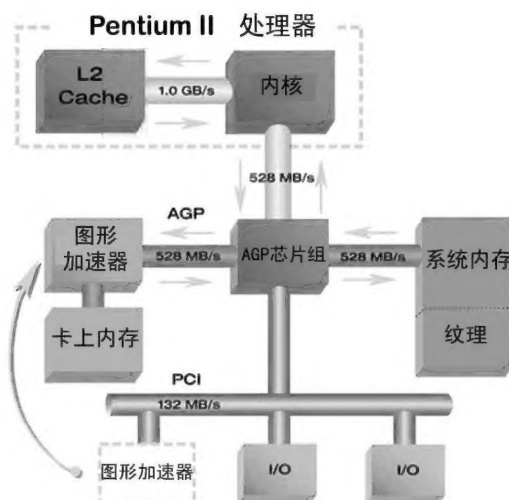 Pentium II 处理器
L2
Cache
1.0 GB/s
内核
528 MB/s
AGP
图形
加速器
528 MB/s
AGP芯片组
528 MB/s
系统内存
卡上内存
纹理
PCI
132 MB/s
图形加速器
I/O
I/O